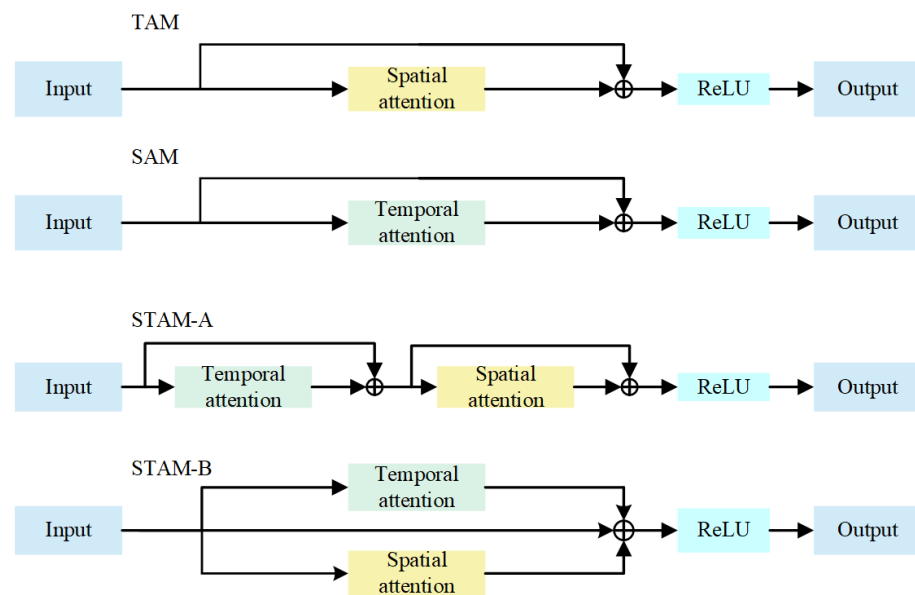 TAM
Input
Spatial
attention
ReLU
Output
SAM
Input
Temporal
attention
ReLU
Output
STAM-A
Input
Temporal
attention
Spatial
attention
ReLU
Output
STAM-B
Temporal
attention
Input
ReLU
Output
Spatial
attention